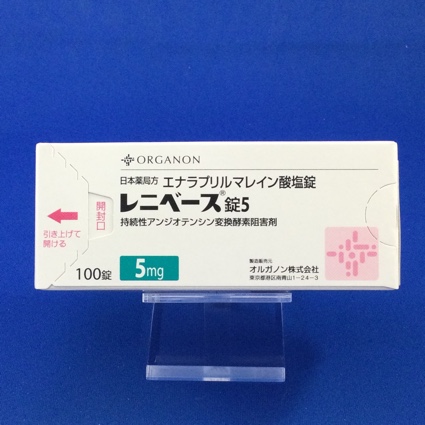 ORGANON
日本薬局方 エナラプリルマレイン酸塩錠
レニベース®錠5
持続性アンジオテンシン変換酵素阻害剤
開封口
引き上げて
開ける
100錠 5mg
製造販売元
オルガノン株式会社
東京都港区南青山1-24-3